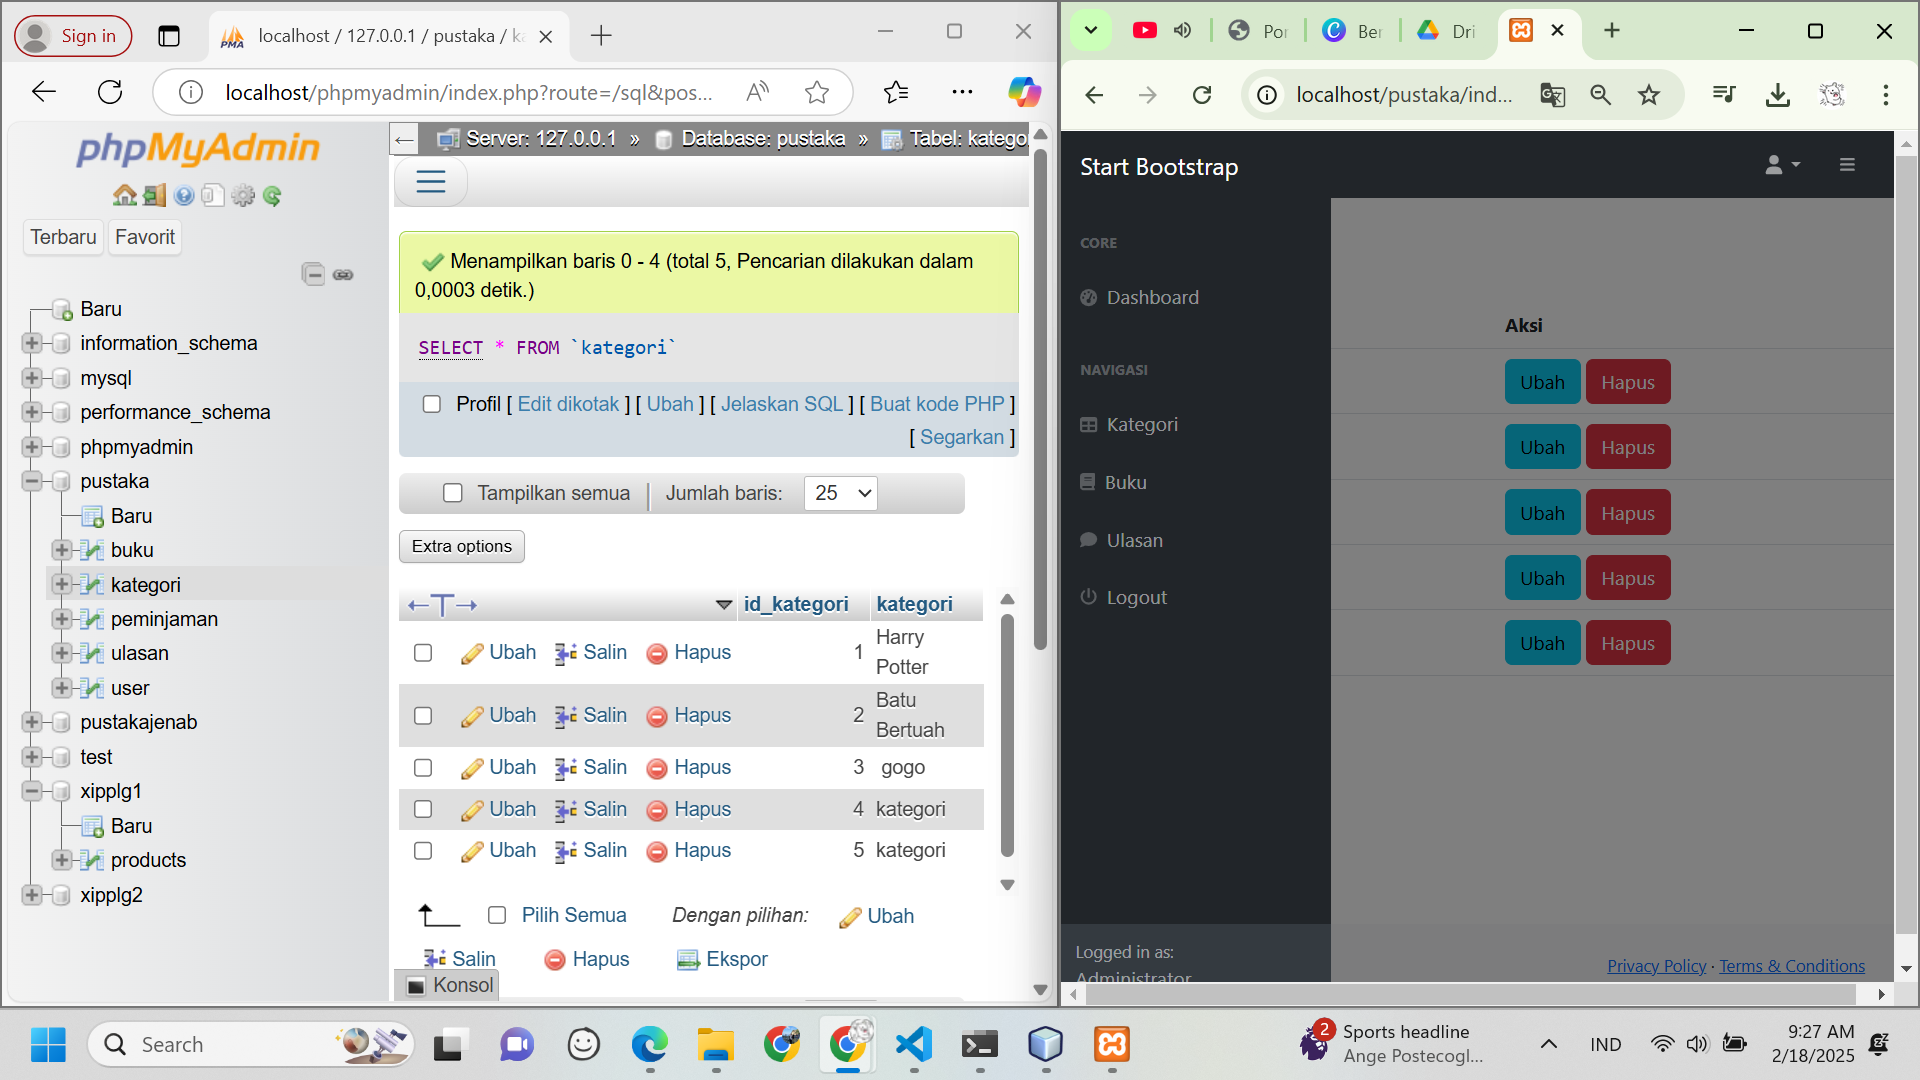 Sign in
localhost / 127.0.0.1 / pustaka / k
localhost/phpmyadmin/index.php?route=/sql&pos...
phpMyAdmin
Terbaru
Favorit
Baru
information_schema
mysql
performance_schema
phpmyadmin
pustaka
Baru
buku
kategori
peminjaman
ulasan
user
pustakajenab
test
xipplg1
Baru
products
xipplg2
Server: 127.0.0.1 » Database: pustaka » Tabel: kategori
Menampilkan baris 0 - 4 (total 5, Pencarian dilakukan dalam
0,0003 detik.)
SELECT * FROM `kategori`
Profil [ Edit dikotak ] [ Ubah ] [ Jelaskan SQL ] [ Buat kode PHP ]
[ Segarkan ]
Tampilkan semua | Jumlah baris: 25
Extra options
←T→ id_kategori kategori
Ubah Salin Hapus 1 Harry
Potter
Ubah Salin Hapus 2 Batu
Bertuah
Ubah Salin Hapus 3 gogo
Ubah Salin Hapus 4 kategori
Ubah Salin Hapus 5 kategori
Pilih Semua Dengan pilihan: Ubah
Salin Hapus Ekspor
Konsol
Por
Ber
Dri
localhost/pustaka/ind...
Start Bootstrap
CORE
Dashboard
NAVIGASI
Kategori
Buku
Ulasan
Logout
Logged in as:
Administrator
Aksi
Ubah Hapus
Ubah Hapus
Ubah Hapus
Ubah Hapus
Ubah Hapus
Privacy Policy · Terms & Conditions
Search
2
Sports headline
Ange Postecogl...
IND
9:27 AM
2/18/2025